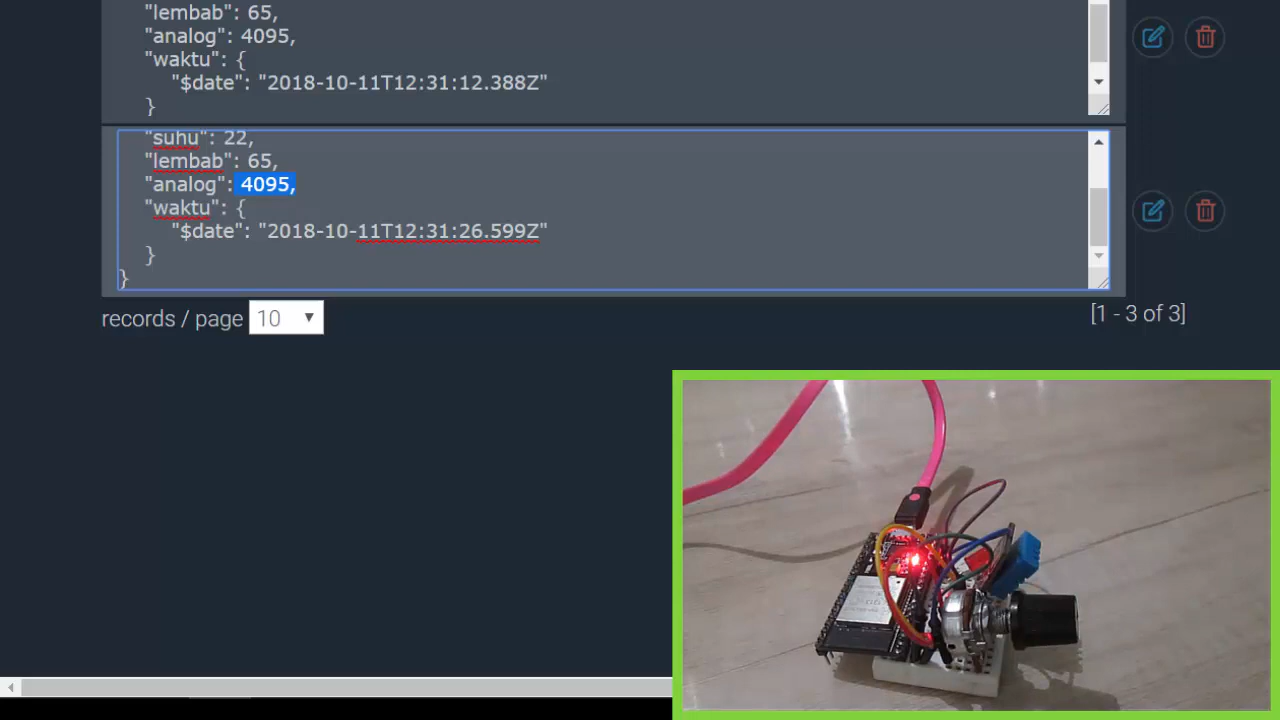 "lembab": 65,
"analog": 4095,
"waktu": {
"$date": "2018-10-11T12:31:12.388Z"
}
"suhu": 22,
"lembab": 65,
"analog": 4095,
"waktu": {
"$date": "2018-10-11T12:31:26.599Z"
}
}
records / page 10
[1 - 3 of 3]